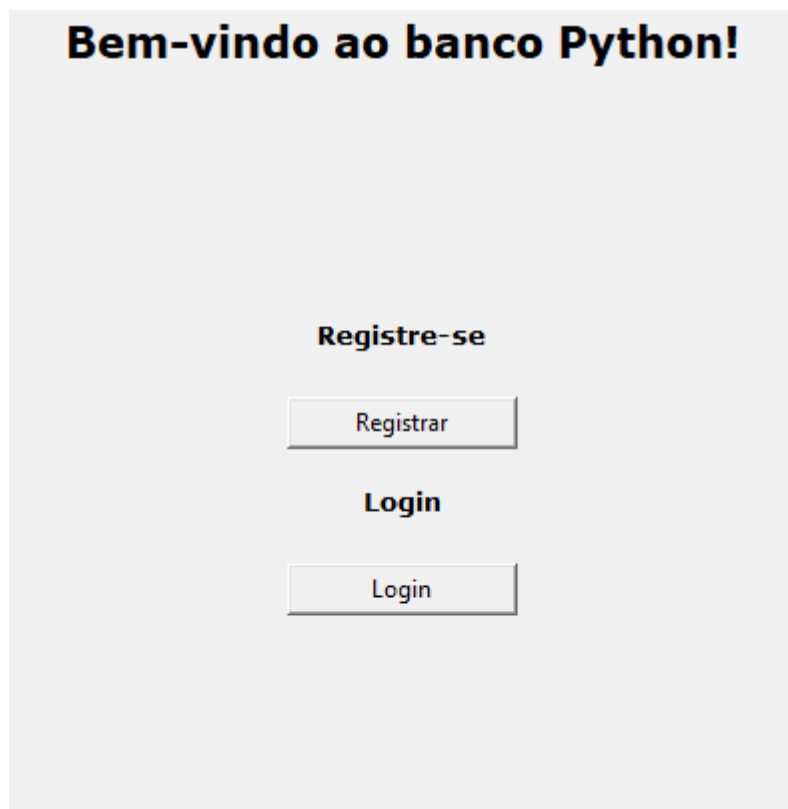 Bem-vindo ao banco Python!
Registre-se
Registrar
Login
Login